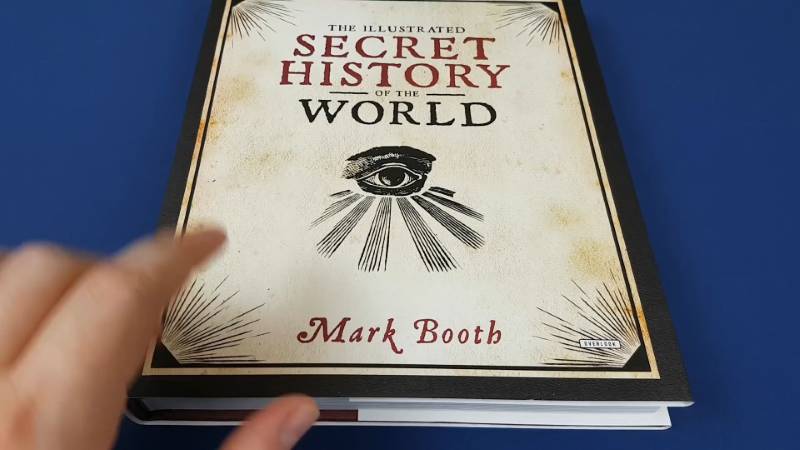 THE ILLUSTRATED
SECRET
HISTORY
OF THE
WORLD
Mark Booth
OVERLOOK